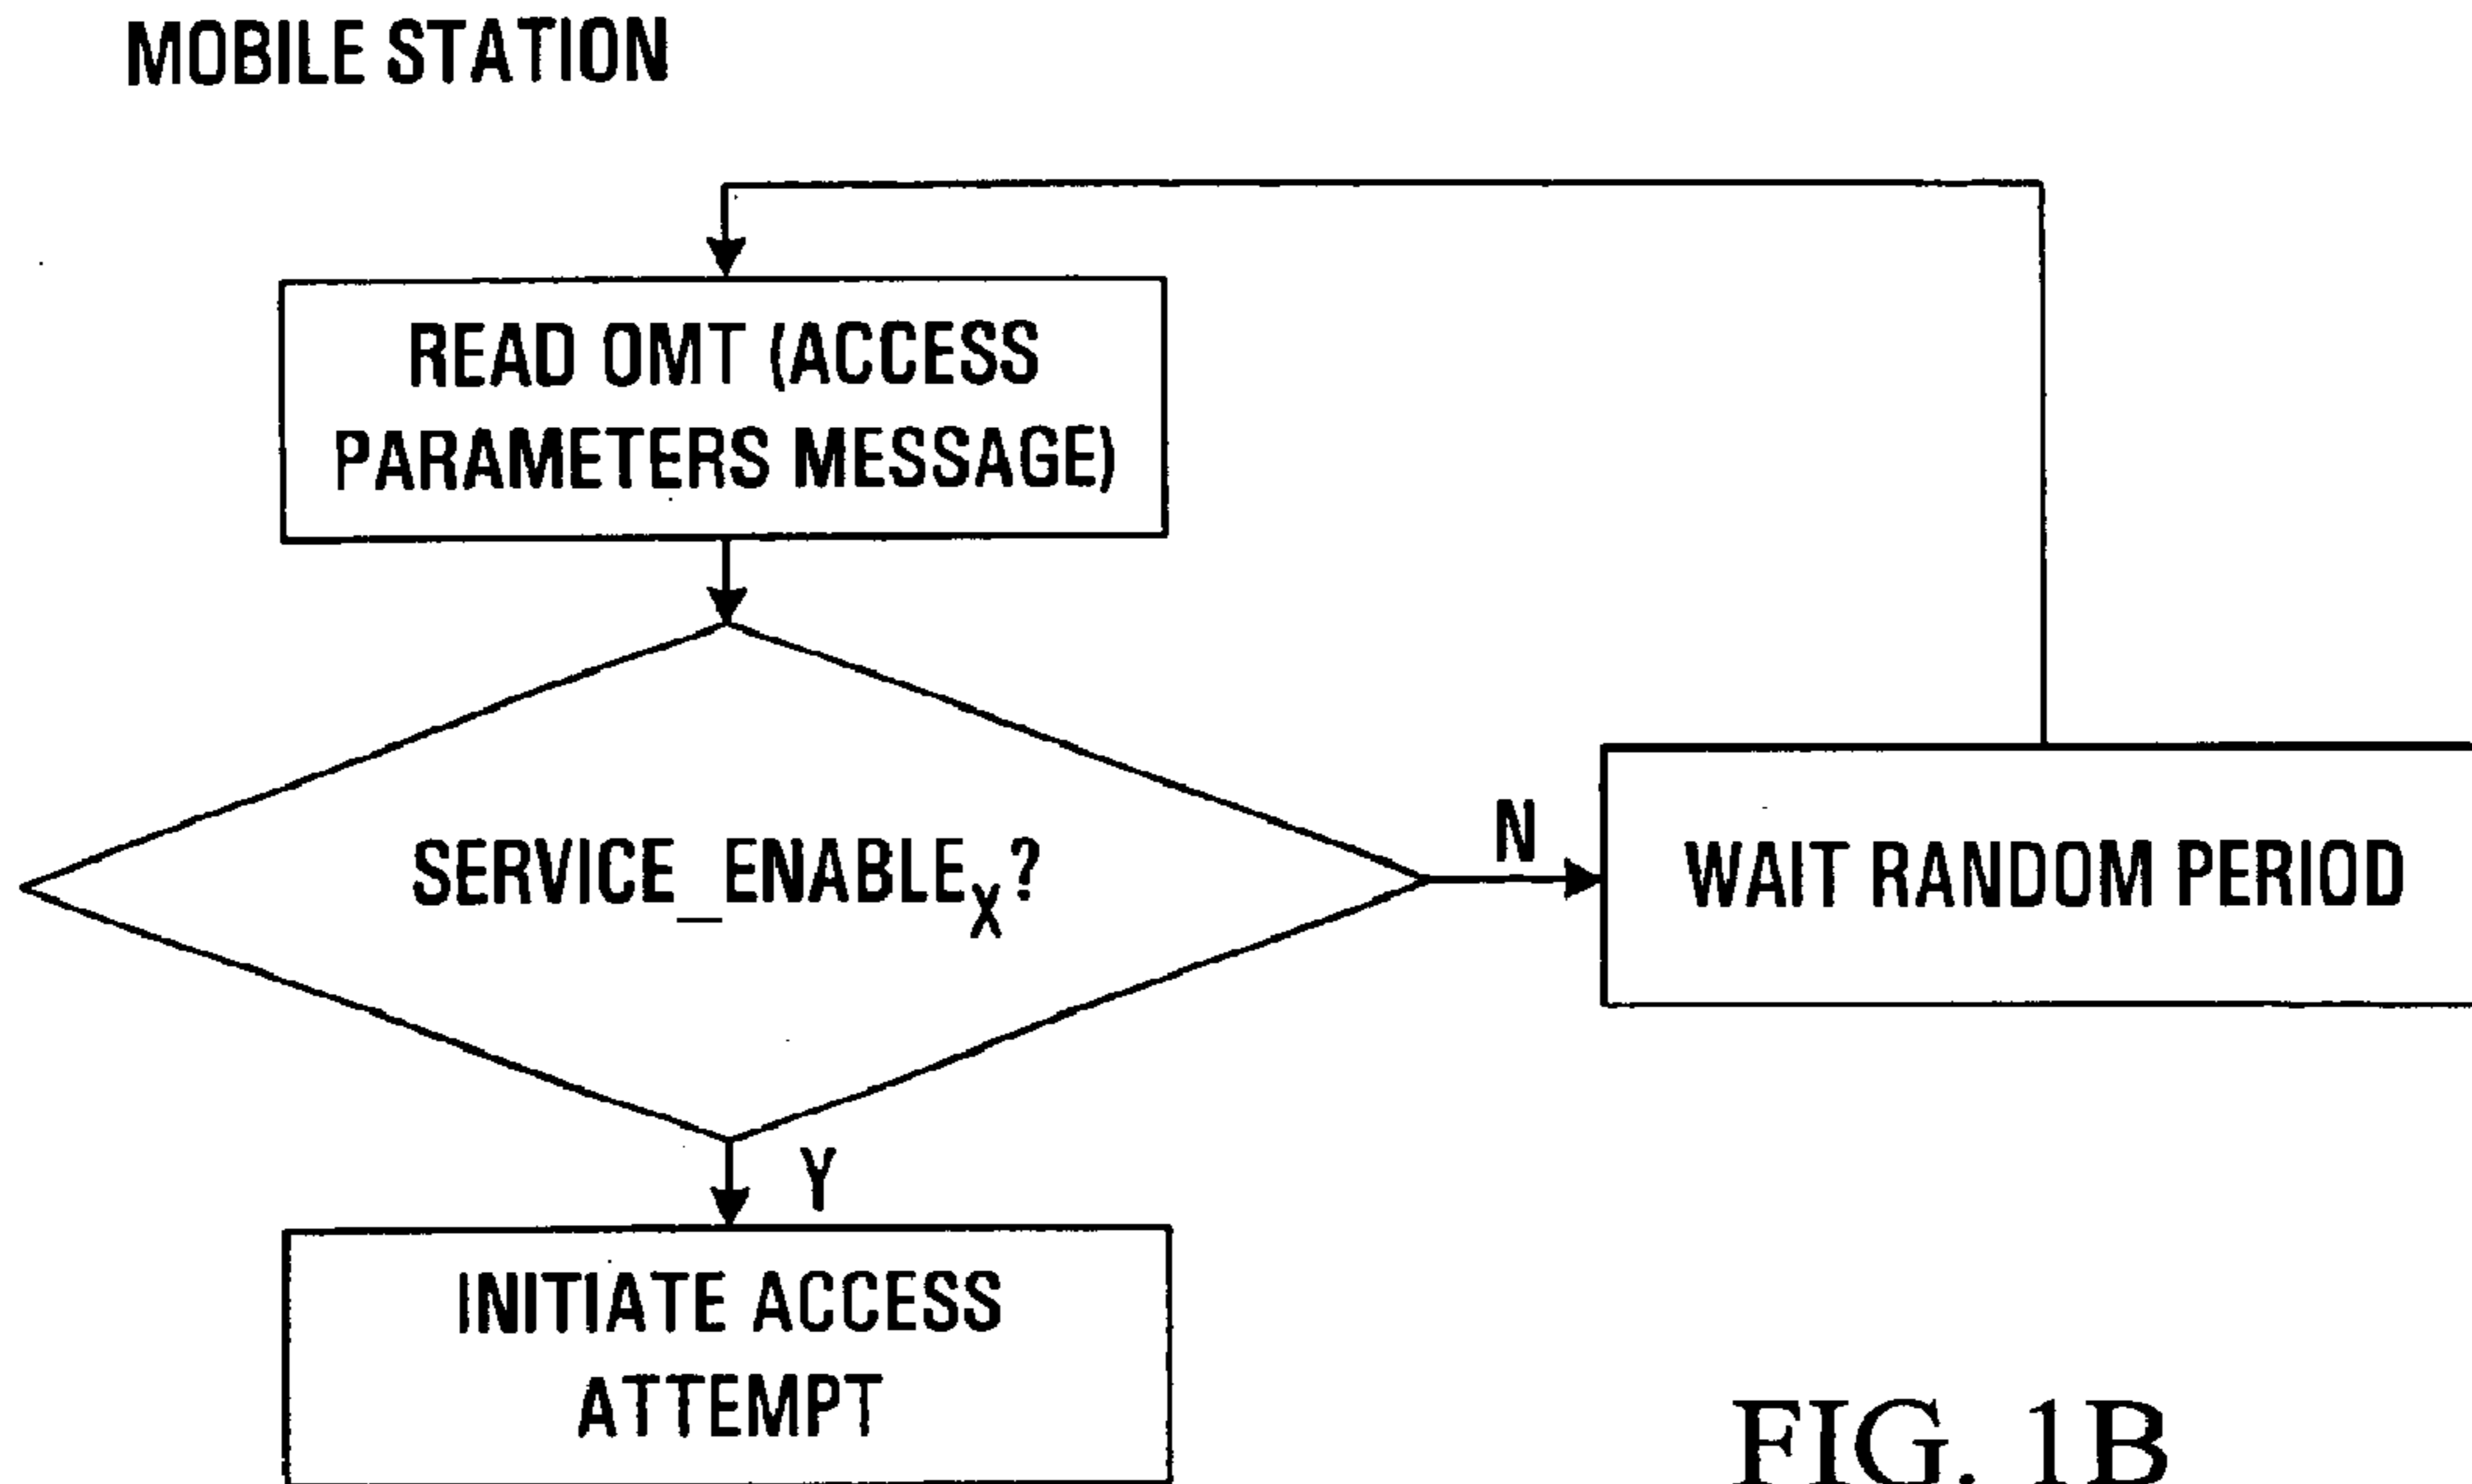 MOBILE STATION
READ OMT (ACCESS
PARAMETERS MESSAGE)
SERVICE_ENABLEX?
N
WAIT RANDOM PERIOD
Y
INITIATE ACCESS
ATTEMPT
FIG. 1B